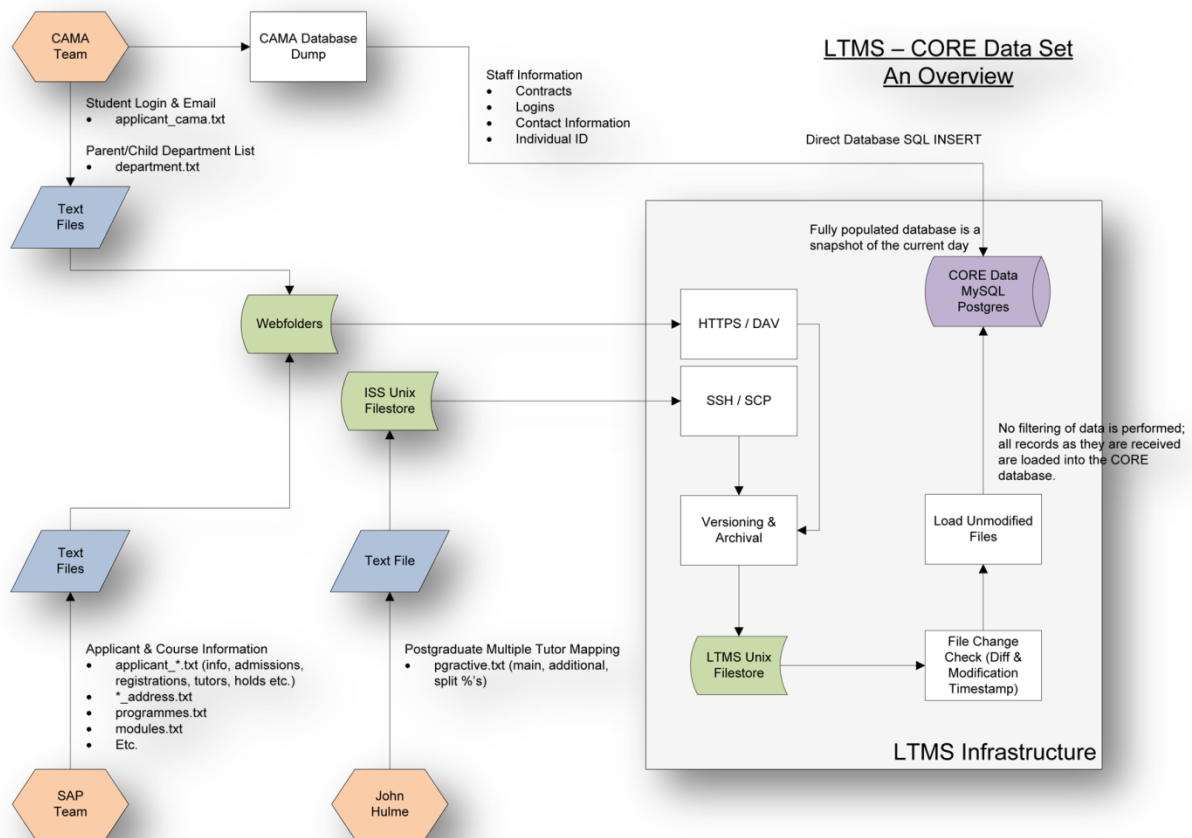 LTMS – CORE Data Set
An Overview
CAMA
Team
CAMA Database
Dump
Staff Information
• Contracts
• Logins
• Contact Information
• Individual ID
Direct Database SQL INSERT
Student Login & Email
• applicant_cama.txt
Parent/Child Department List
• department.txt
Text
Files
Webfolders
ISS Unix
Filestore
Fully populated database is a
snapshot of the current day
CORE Data
MySQL
Postgres
HTTPS / DAV
SSH / SCP
No filtering of data is performed;
all records as they are received
are loaded into the CORE
database.
Versioning &
Archival
Load Unmodified
Files
Text
Files
Text File
LTMS Unix
Filestore
File Change
Check (Diff &
Modification
Timestamp)
Applicant & Course Information
• applicant_*.txt (info, admissions,
registrations, tutors, holds etc.)
• *_address.txt
• programmes.txt
• modules.txt
• Etc.
Postgraduate Multiple Tutor Mapping
• pgractive.txt (main, additional,
split %'s)
LTMS Infrastructure
SAP
Team
John
Hulme